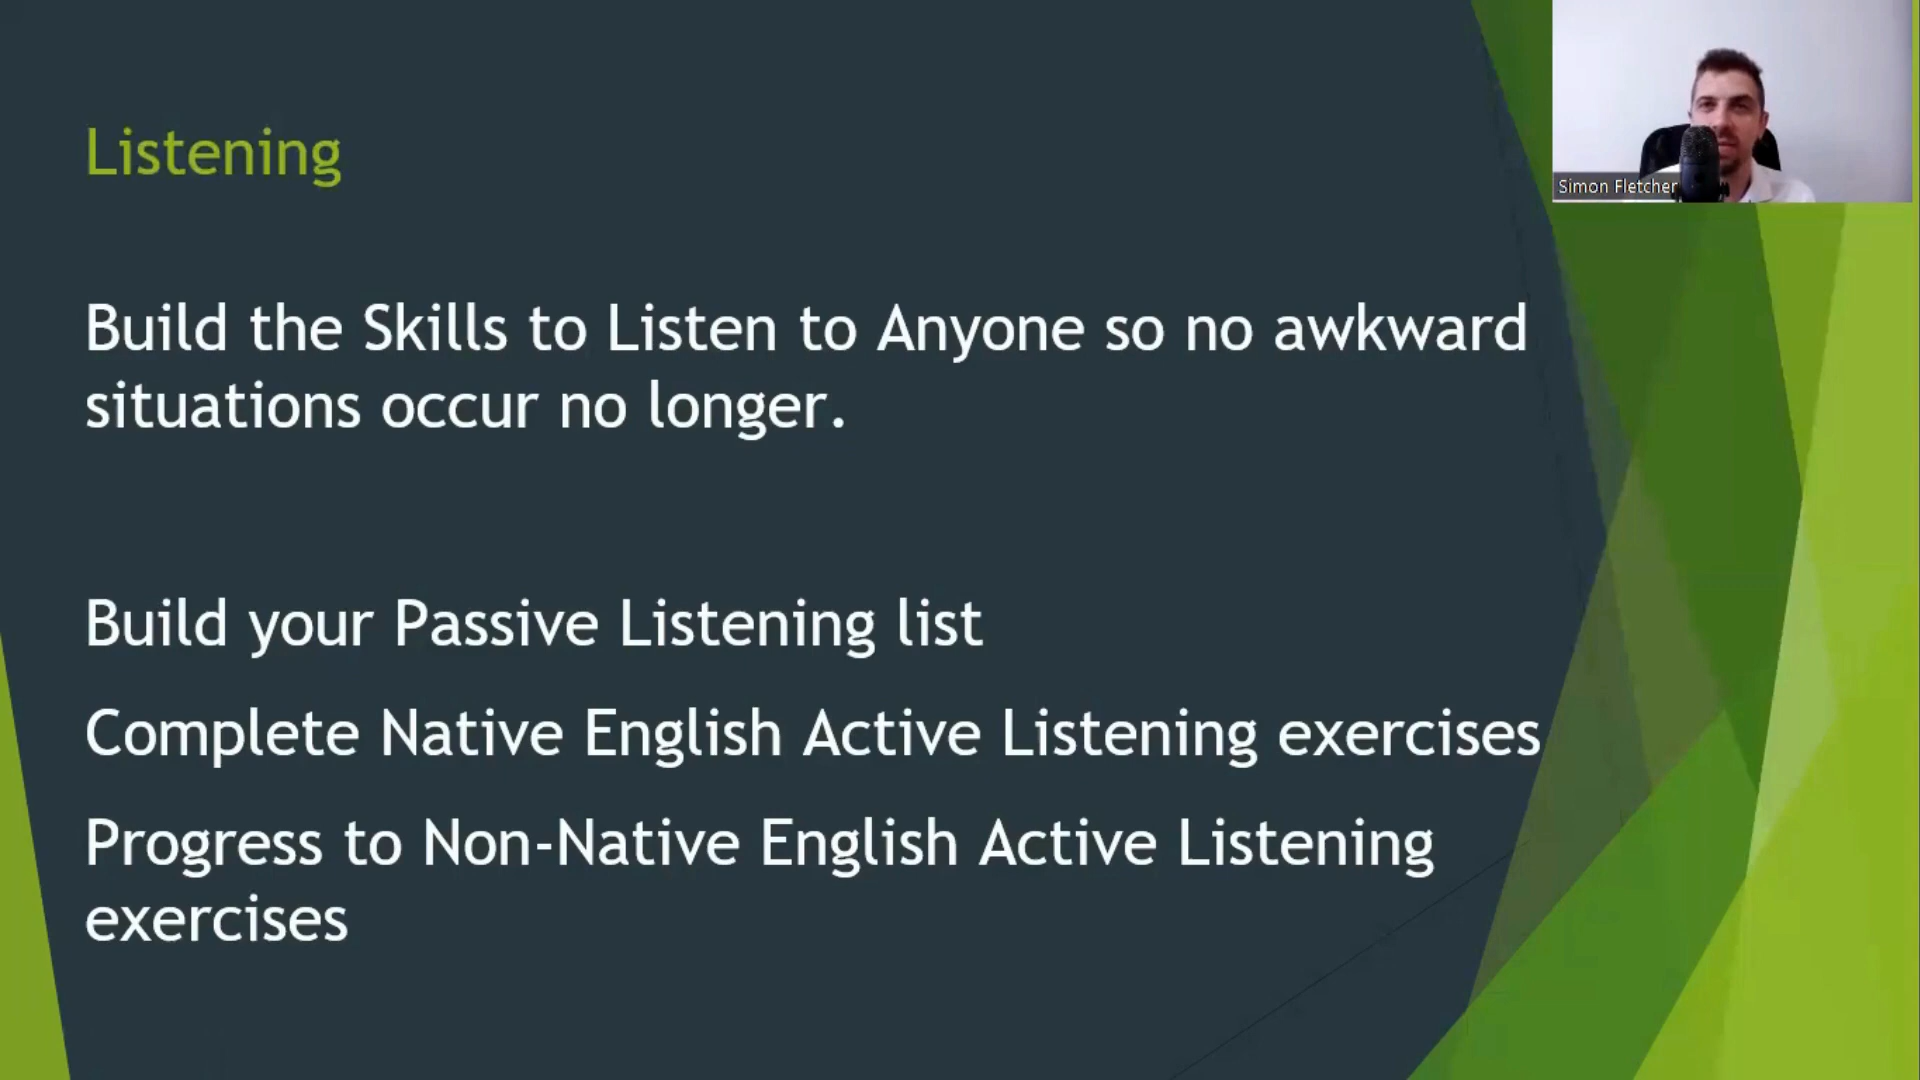 Listening
Simon Fletcher
Build the Skills to Listen to Anyone so no awkward
situations occur no longer.
Build your Passive Listening list
Complete Native English Active Listening exercises
Progress to Non-Native English Active Listening
exercises